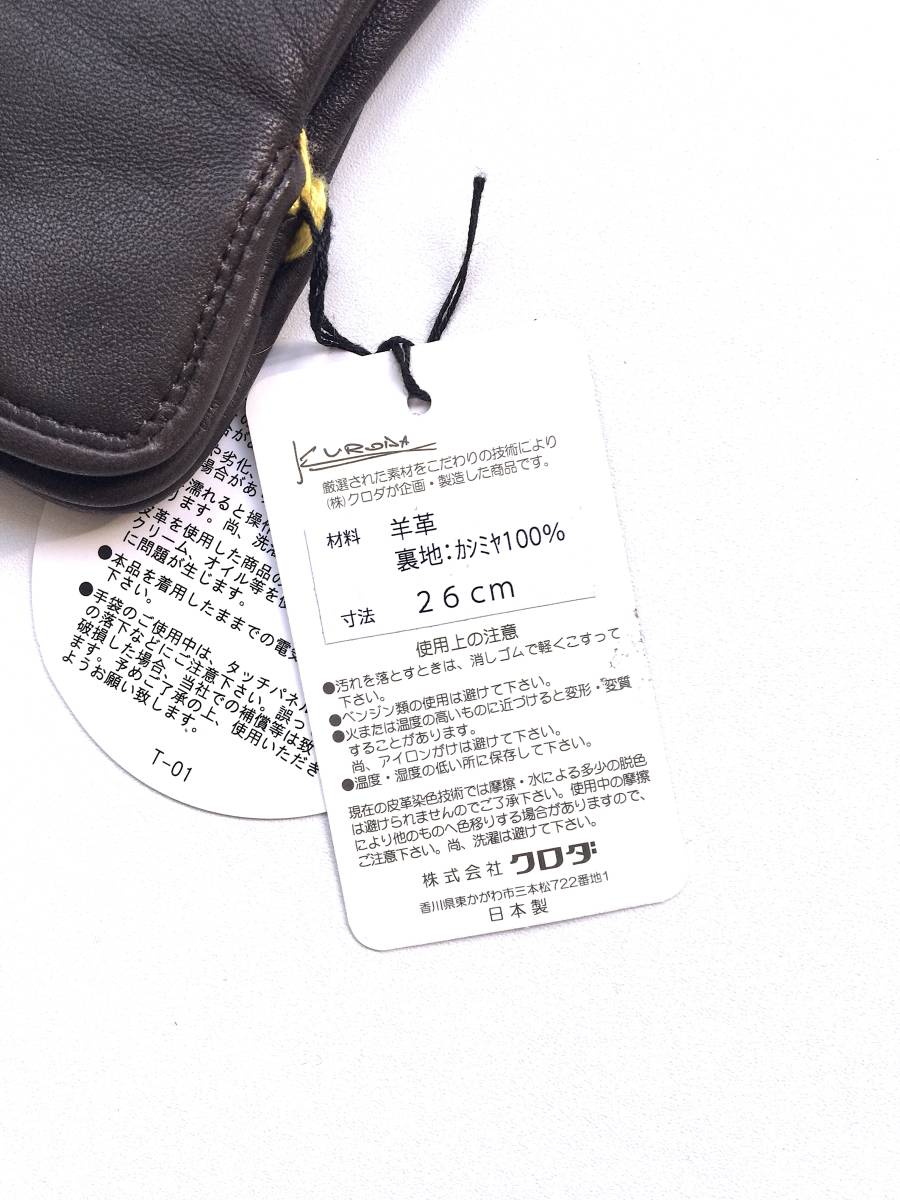 KURODA
厳選された素材をこだわりの技術により
(株)クロダが企画・製造した商品です。
材料 羊革
裏地:カシミヤ100%
寸法 26cm
使用上の注意
●汚れを落とすときは、消しゴムで軽くこすって
下さい。
●ベンジン類の使用は避けて下さい。
●火または温度の高いものに近づけると変形・変質
することがあります。
尚、アイロンがけは避けて下さい。
●温度・湿度の低い所に保存して下さい。
現在の皮革染色技術では摩擦・水による多少の脱色
は避けられませんのでご了承下さい。使用中の摩擦
により他のものへ色移りする場合がありますので、
ご注意下さい。尚、洗濯は避けて下さい。
株式会社 クロダ
香川県東かがわ市三本松722番地1
日本製
や劣化、
場合があ
濡れると操作
ります。尚、洗濯
皮革を使用した商品の
クリーム、オイル等を使
に問題が生じます。
●本品を着用したままでの電気
下さい。
●手袋のご使用中は、タッチパネル
の落下などにご注意下さい。誤っ
破損した場合、当社での補償等は致
ます。予めご了承の上、使用いただき
ようお願い致します。
T-01